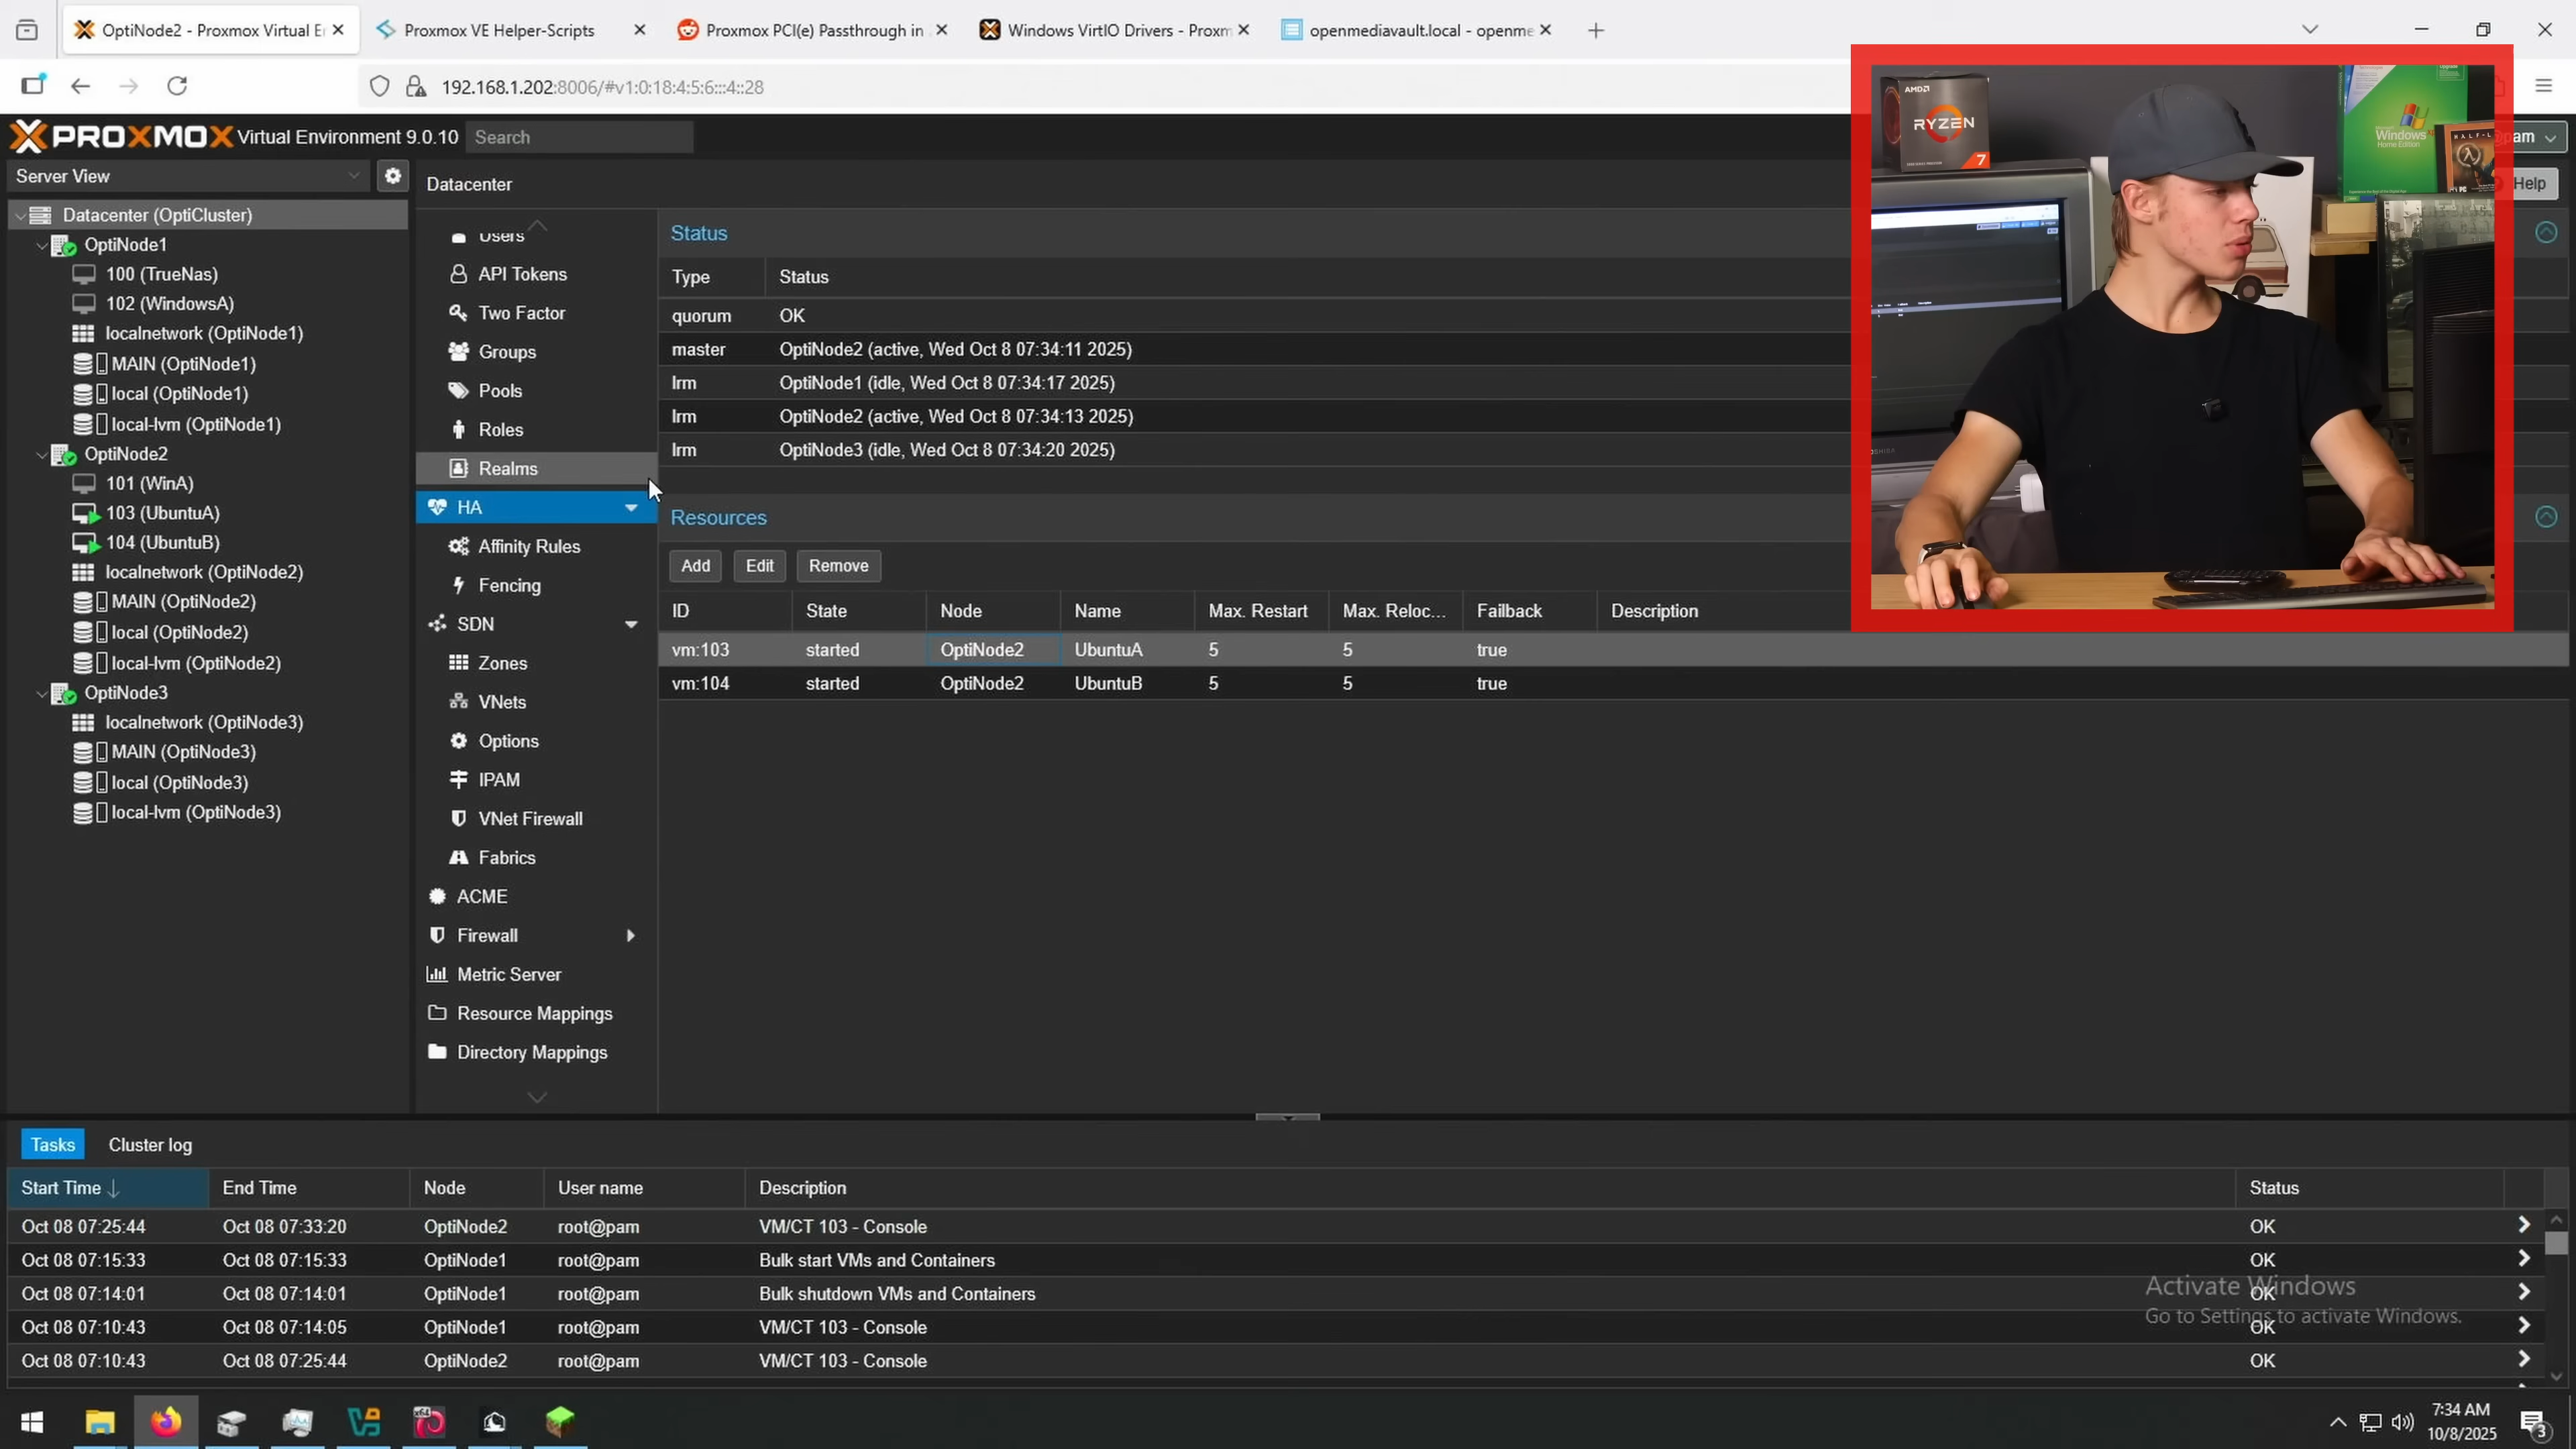 OptiNode2 - Proxmox Virtual Er
Proxmox VE Helper-Scripts
Proxmox PCI(e) Passthrough in
Windows VirtIO Drivers - Proxm
openmediavault.local - openme
192.168.1.202:8006/#v1:0:18:4:5:6:::4::28
PROXMOX Virtual Environment 9.0.10
Search
pam
Server View
Datacenter
Help
Datacenter (OptiCluster)
OptiNode1
100 (TrueNas)
102 (WindowsA)
localnetwork (OptiNode1)
MAIN (OptiNode1)
local (OptiNode1)
local-lvm (OptiNode1)
OptiNode2
101 (WinA)
103 (UbuntuA)
104 (UbuntuB)
localnetwork (OptiNode2)
MAIN (OptiNode2)
local (OptiNode2)
local-lvm (OptiNode2)
OptiNode3
localnetwork (OptiNode3)
MAIN (OptiNode3)
local (OptiNode3)
local-lvm (OptiNode3)
Users
API Tokens
Two Factor
Groups
Pools
Roles
Realms
HA
Affinity Rules
Fencing
SDN
Zones
VNets
Options
IPAM
VNet Firewall
Fabrics
ACME
Firewall
Metric Server
Resource Mappings
Directory Mappings
Status
Type Status
quorum OK
master OptiNode2 (active, Wed Oct 8 07:34:11 2025)
lrm OptiNode1 (idle, Wed Oct 8 07:34:17 2025)
lrm OptiNode2 (active, Wed Oct 8 07:34:13 2025)
lrm OptiNode3 (idle, Wed Oct 8 07:34:20 2025)
Resources
Add Edit Remove
ID State Node Name Max. Restart Max. Reloc... Failback Description
vm:103 started OptiNode2 UbuntuA 5 5 true
vm:104 started OptiNode2 UbuntuB 5 5 true
AMD
RYZEN
7
Windows
Home Edition
HALF-L
Tasks Cluster log
Start Time End Time Node User name Description Status
Oct 08 07:25:44 Oct 08 07:33:20 OptiNode2 root@pam VM/CT 103 - Console OK
Oct 08 07:15:33 Oct 08 07:15:33 OptiNode1 root@pam Bulk start VMs and Containers OK
Oct 08 07:14:01 Oct 08 07:14:01 OptiNode1 root@pam Bulk shutdown VMs and Containers OK
Oct 08 07:10:43 Oct 08 07:14:05 OptiNode1 root@pam VM/CT 103 - Console OK
Oct 08 07:10:43 Oct 08 07:25:44 OptiNode2 root@pam VM/CT 103 - Console OK
Activate Windows
Go to Settings to activate Windows.
x64
7:34 AM
10/8/2025
3